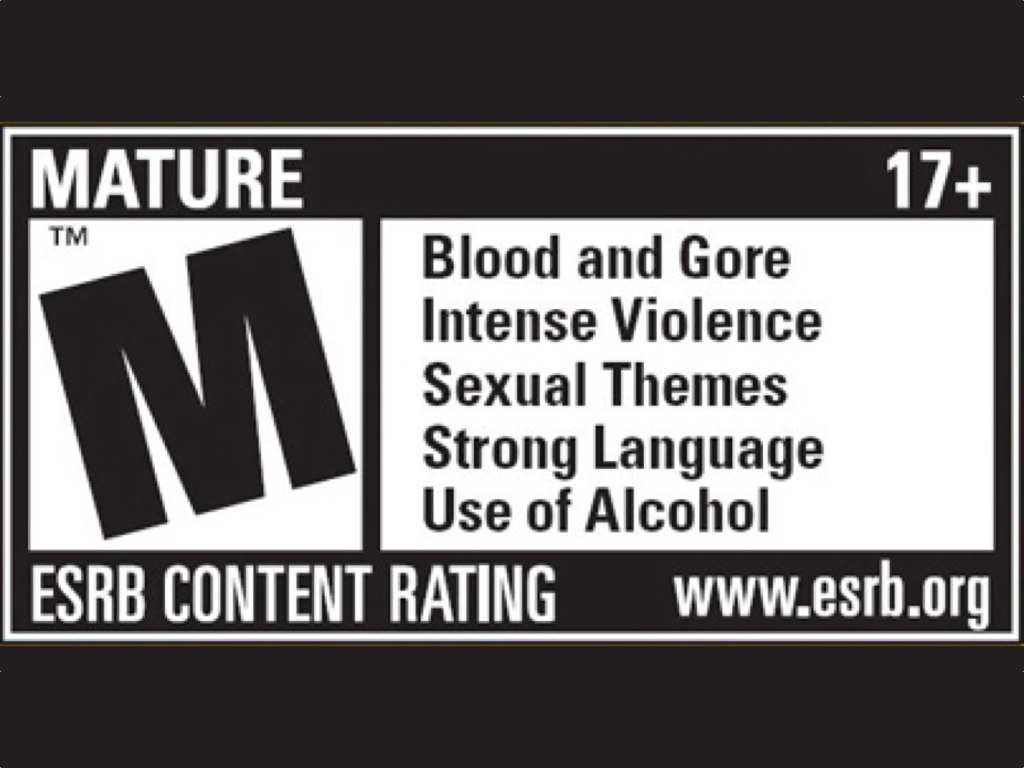 MATURE 17+
TM
M
Blood and Gore
Intense Violence
Sexual Themes
Strong Language
Use of Alcohol
ESRB CONTENT RATING www.esrb.org